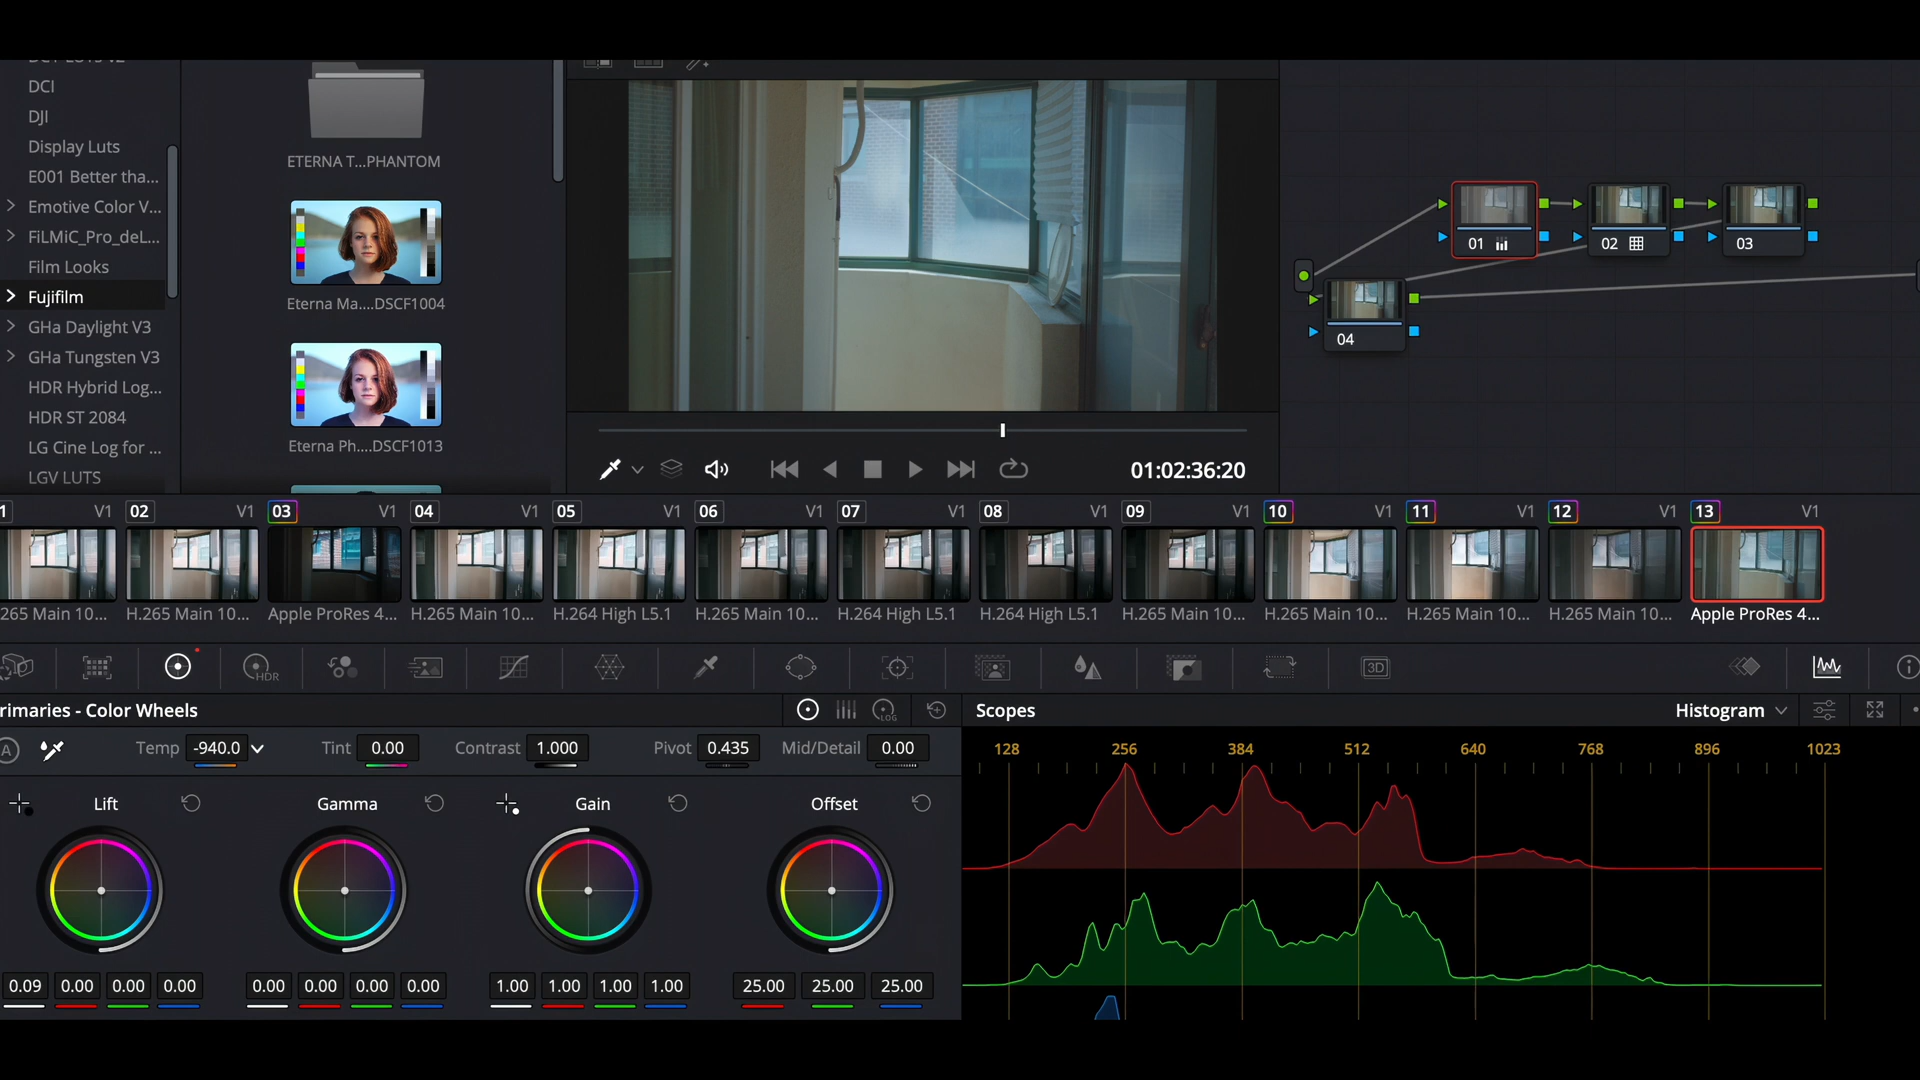 DCI
DJI
Display Luts
E001 Better tha...
Emotive Color V...
FiLMiC_Pro_deL...
Film Looks
Fujifilm
GHa Daylight V3
GHa Tungsten V3
HDR Hybrid Log...
HDR ST 2084
LG Cine Log for ...
LGV LUTS
ETERNA T...PHANTOM
Eterna Ma....DSCF1004
Eterna Ph....DSCF1013
01:02:36:20
01
02
03
04
1 V1 02 V1 03 V1 04 V1 05 V1 06 V1 07 V1 08 V1 09 V1 10 V1 11 V1 12 V1 13 V1
265 Main 10... H.265 Main 10... Apple ProRes 4... H.265 Main 10... H.264 High L5.1 H.265 Main 10... H.264 High L5.1 H.264 High L5.1 H.265 Main 10... H.265 Main 10... H.265 Main 10... H.265 Main 10... Apple ProRes 4...
HDR
3D
rimaries - Color Wheels
LOG
A Temp -940.0 Tint 0.00 Contrast 1.000 Pivot 0.435 Mid/Detail 0.00
Lift Gamma Gain Offset
0.09 0.00 0.00 0.00 0.00 0.00 0.00 0.00 1.00 1.00 1.00 1.00 25.00 25.00 25.00
Scopes Histogram
128 256 384 512 640 768 896 1023